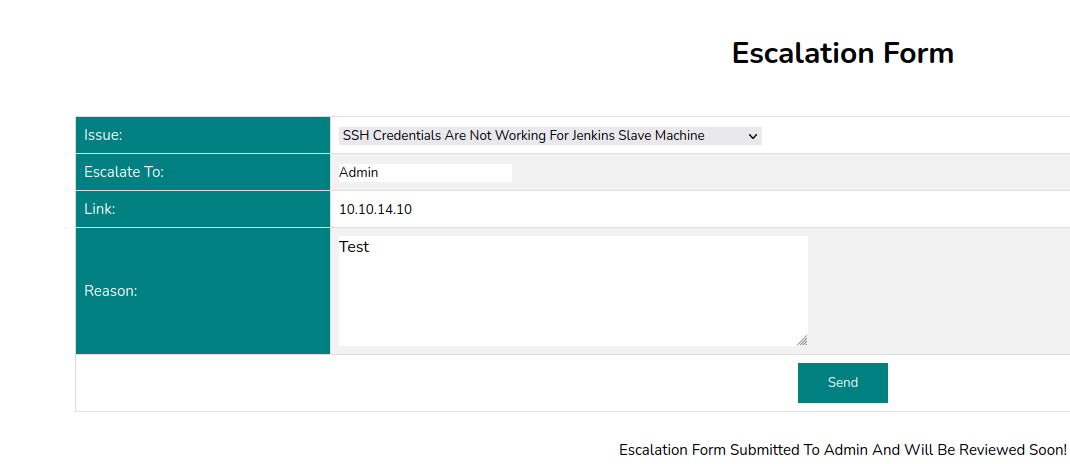 Escalation Form
Issue: SSH Credentials Are Not Working For Jenkins Slave Machine
Escalate To: Admin
Link: 10.10.14.10
Reason: Test
Send
Escalation Form Submitted To Admin And Will Be Reviewed Soon!